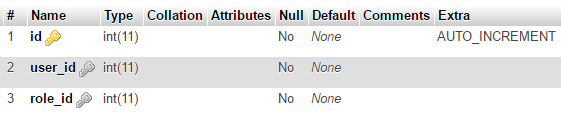 # Name Type Collation Attributes Null Default Comments Extra
1 id int(11) No None AUTO_INCREMENT
2 user_id int(11) No None
3 role_id int(11) No None